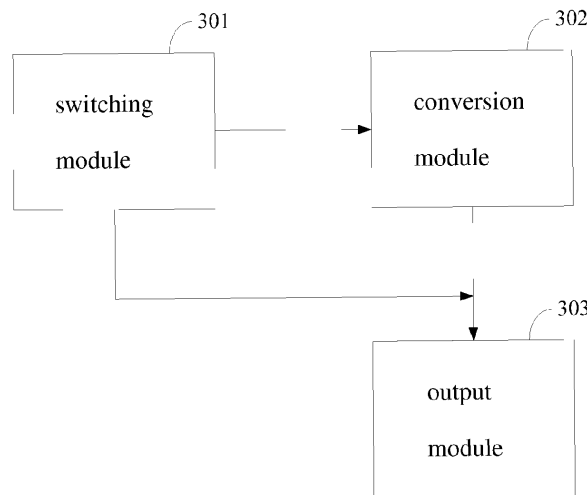 301
switching
module
302
conversion
module
303
output
module